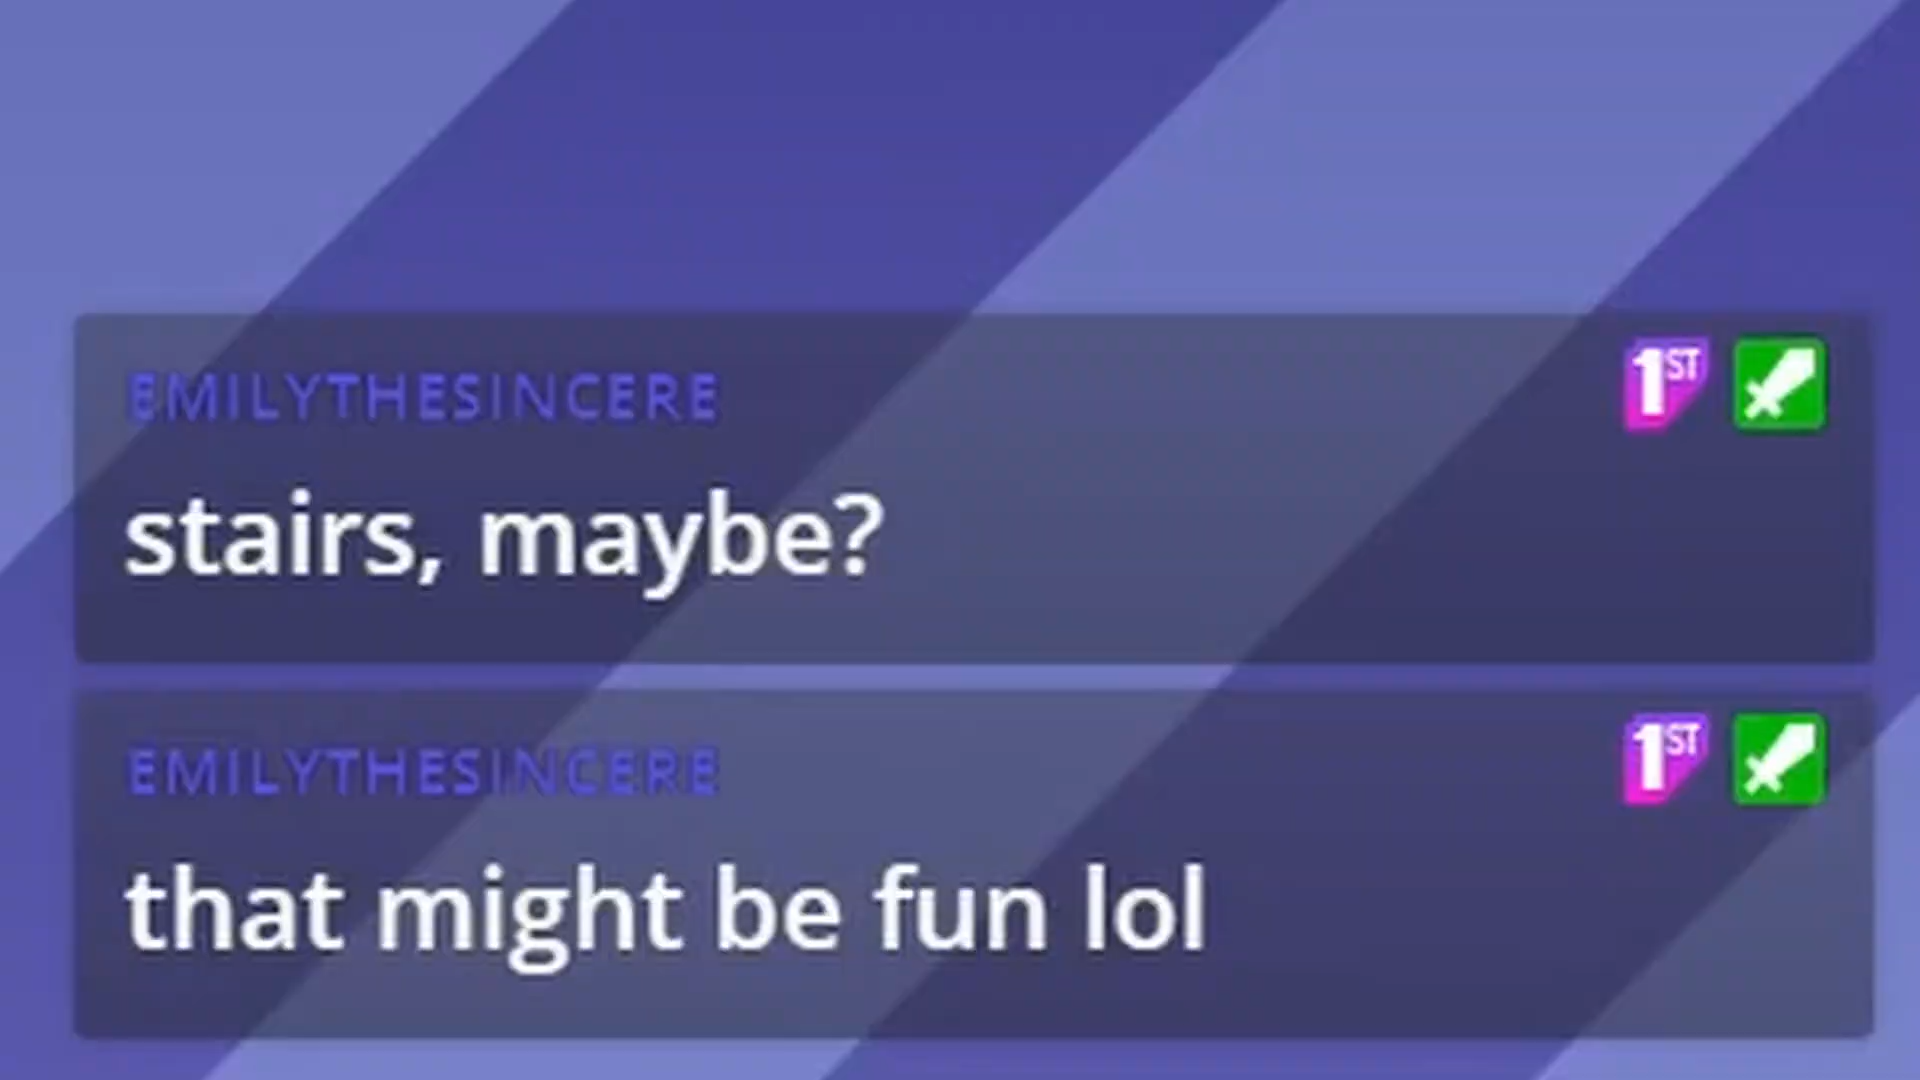 EMILYTHESINCERE 1ST
stairs, maybe?
EMILYTHESINCERE 1ST
that might be fun lol